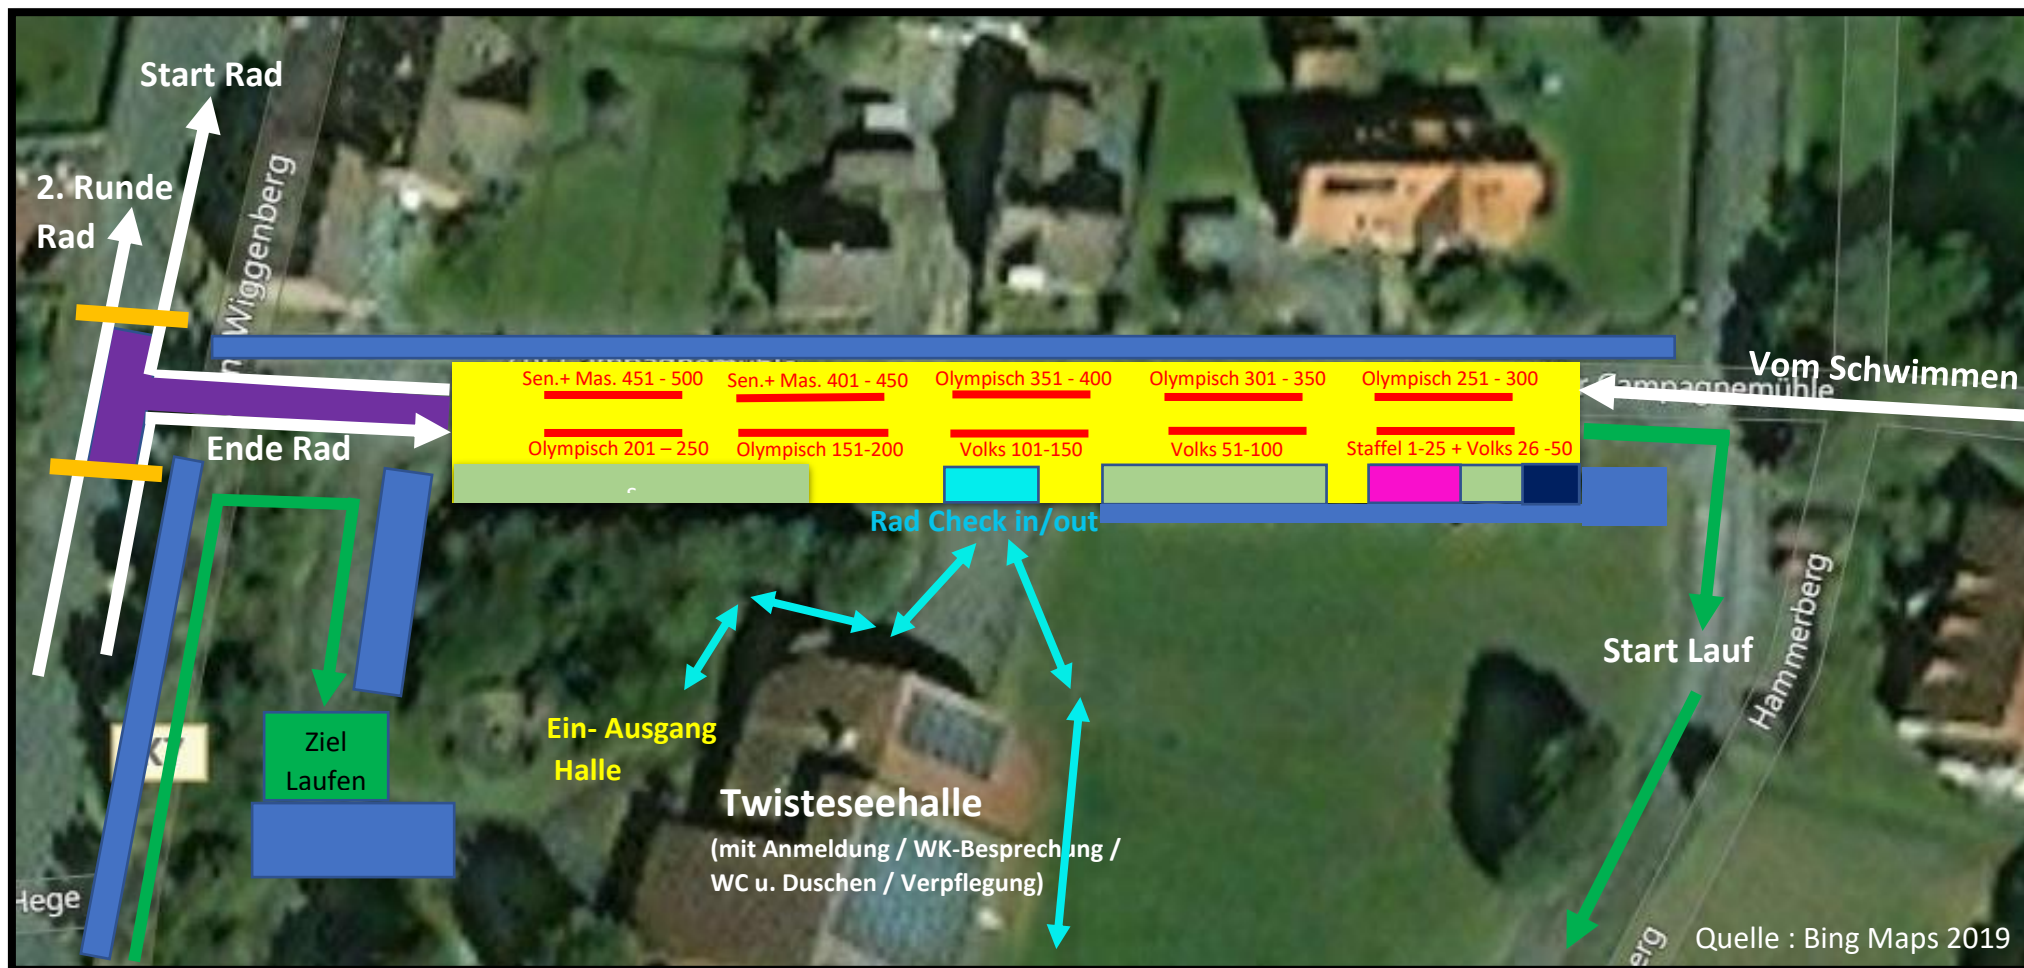 Start Rad
2. Runde
Rad
Wiggenberg
Sen.+ Mas. 451 - 500
Sen.+ Mas. 401 - 450
Olympisch 351 - 400
Olympisch 301 - 350
Olympisch 251 - 300
Vom Schwimmen
Campagnemühle
Ende Rad
Olympisch 201 – 250
Olympisch 151-200
Volks 101-150
Volks 51-100
Staffel 1-25 + Volks 26 -50
Rad Check in/out
Start Lauf
Hammerberg
Ziel
Laufen
Ein- Ausgang
Halle
Twisteseehalle
(mit Anmeldung / WK-Besprechung /
WC u. Duschen / Verpflegung)
Hege
Quelle : Bing Maps 2019